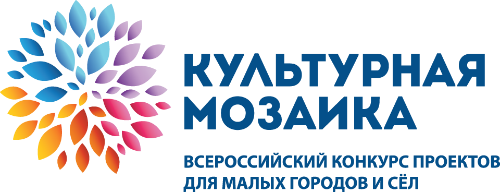 КУЛЬТУРНАЯ
МОЗАИКА
ВСЕРОССИЙСКИЙ КОНКУРС ПРОЕКТОВ
ДЛЯ МАЛЫХ ГОРОДОВ И СЁЛ